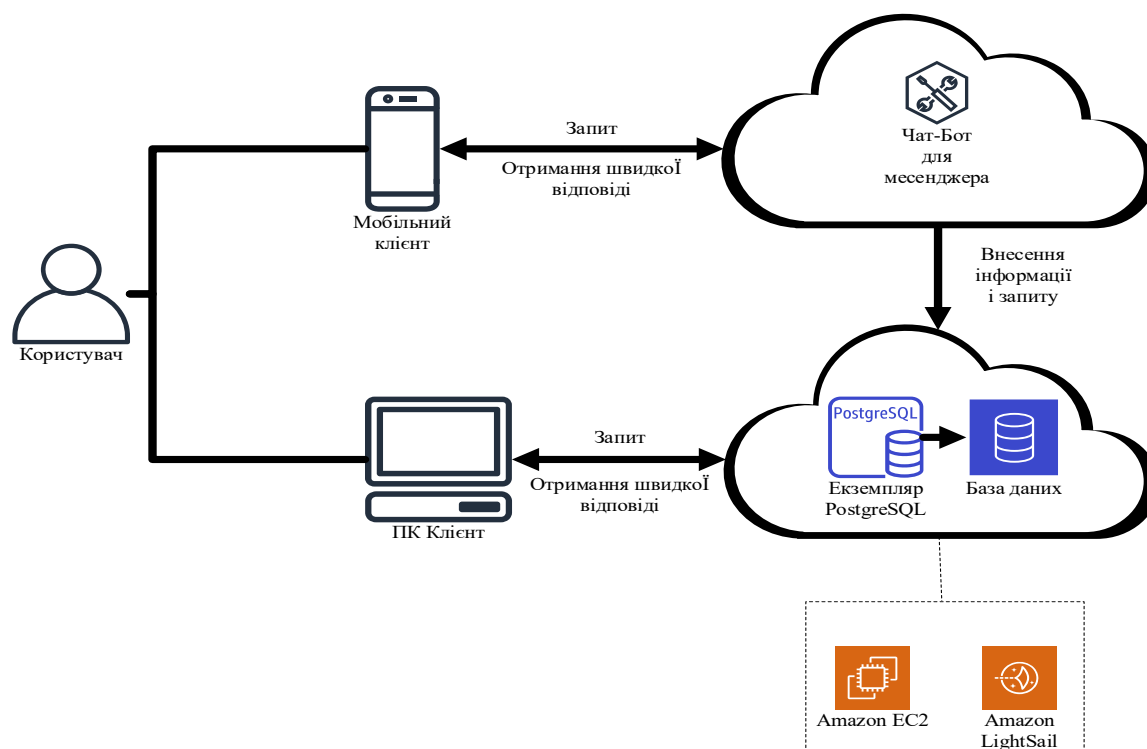 Чат-Бот
для
месенджера
Запит
Отримання швидкоЇ
відповіді
Мобільний
клієнт
Внесення
інформації
і запиту
Користувач
PostgreSQL
Екземпляр
PostgreSQL
База даних
Запит
Отримання швидкоЇ
відповіді
ПК Клієнт
Amazon EC2
Amazon
LightSail